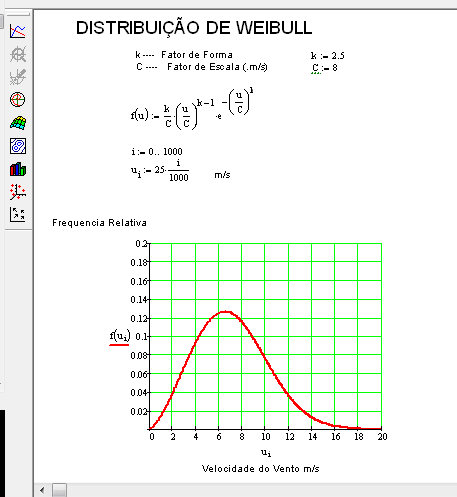 DISTRIBUIÇÃO DE WEIBULL
k ---- Fator de Forma k := 2.5
C ---- Fator de Escala (.m/s) C := 8
f(u) := k/C·(u/C)^(k−1)·e^(−(u/C)^k)
i := 0.. 1000
u_i := 25·i/1000 m/s
Frequencia Relativa
0.2
0.18
0.16
0.14
0.12
f(u_i) 0.1
0.08
0.06
0.04
0.02
0 2 4 6 8 10 12 14 16 18 20
u_i
Velocidade do Vento m/s